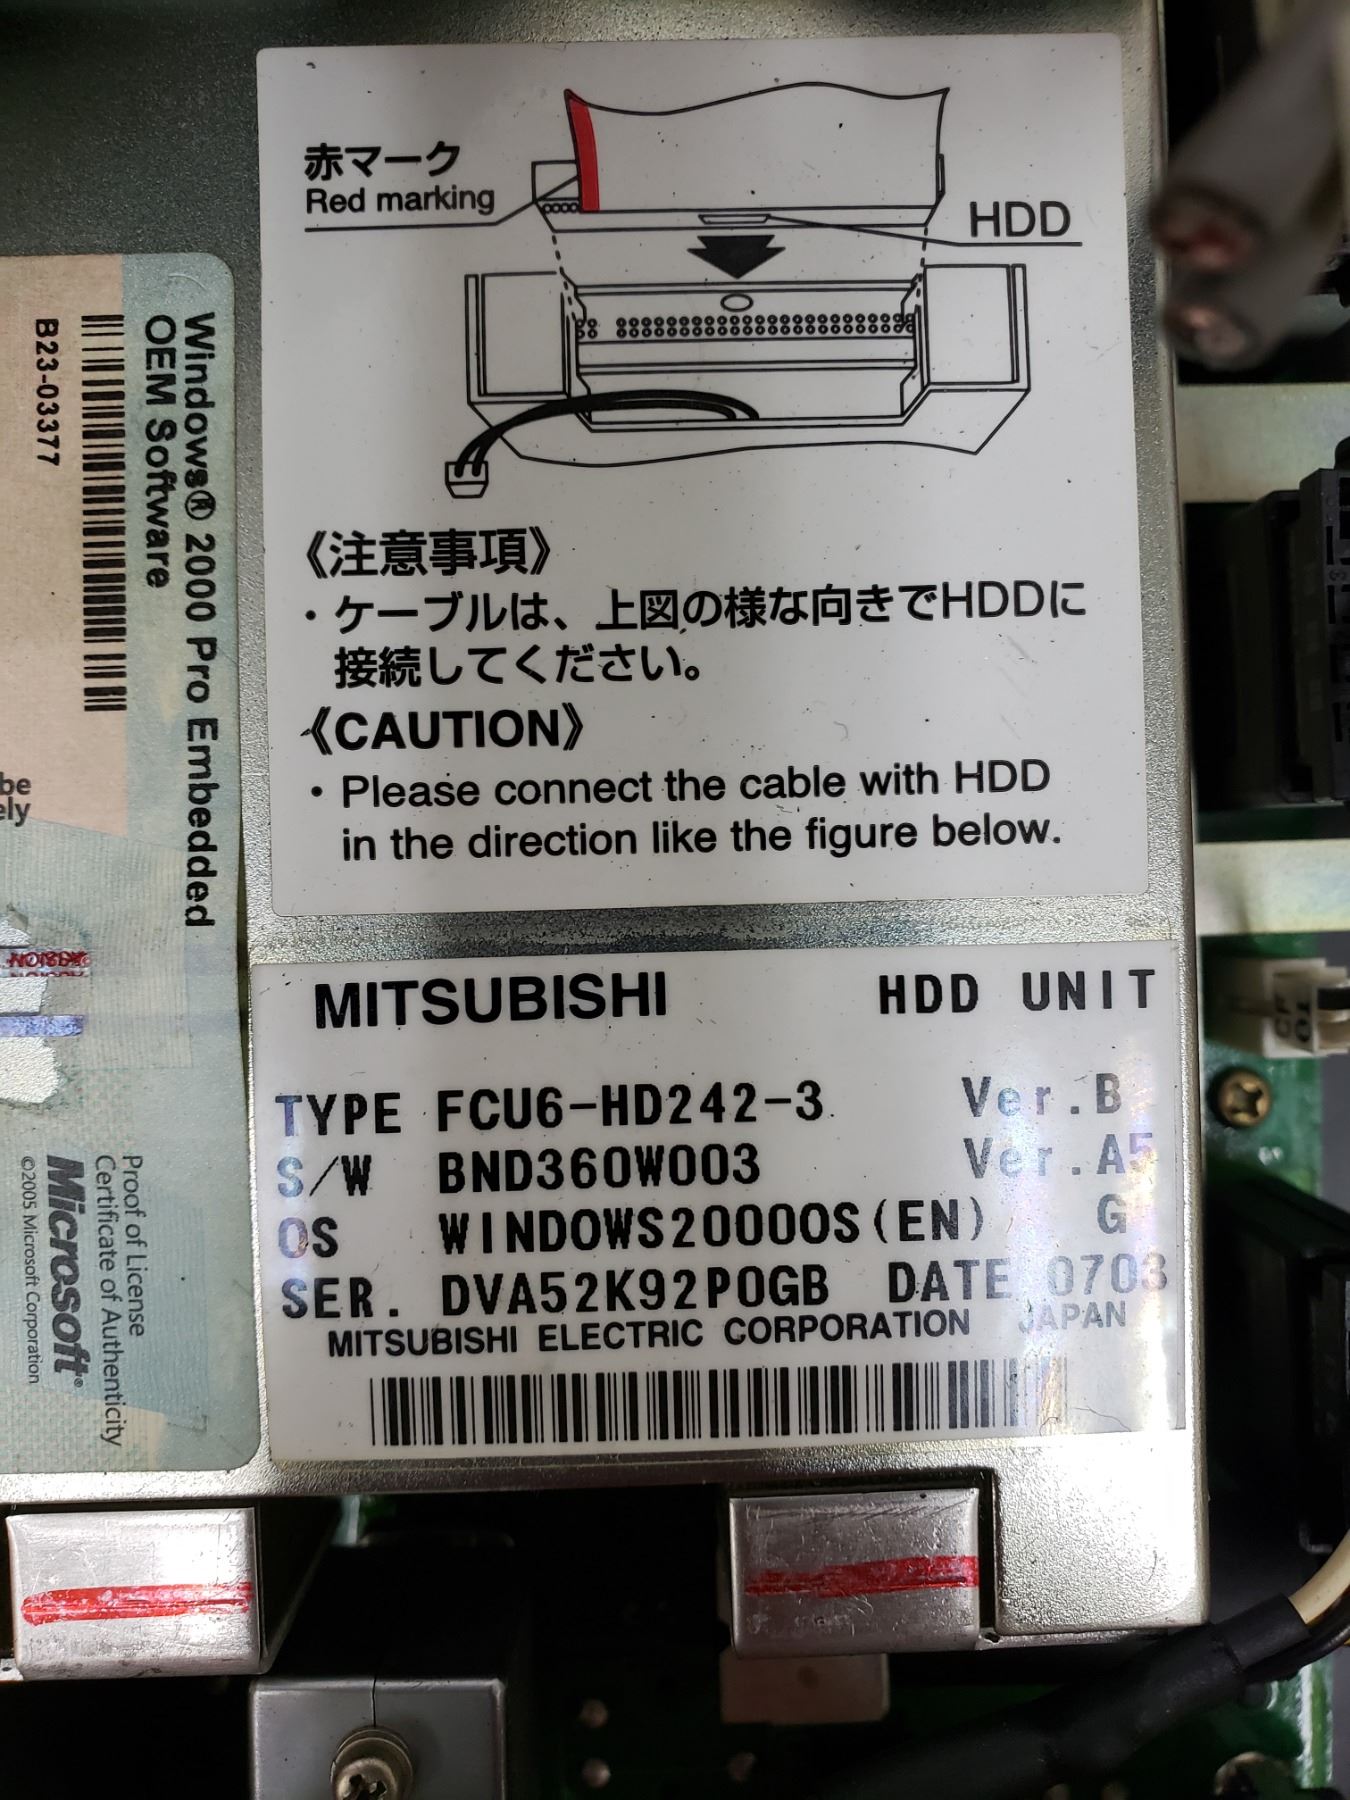 赤マーク
Red marking
HDD
《注意事項》
・ケーブルは、上図の様な向きでHDDに
接続してください。
《CAUTION》
・Please connect the cable with HDD
in the direction like the figure below.
MITSUBISHI HDD UNIT
TYPE FCU6-HD242-3 Ver.B
S/W BND360W003 Ver.A5
OS WINDOWS2000OS(EN) G
SER. DVA52K92P0GB DATE 0703
MITSUBISHI ELECTRIC CORPORATION JAPAN
Windows® 2000 Pro Embedded
OEM Software
B23-03377
be
ely
Proof of License
Certificate of Authenticity
Microsoft®
©2005 Microsoft Corporation